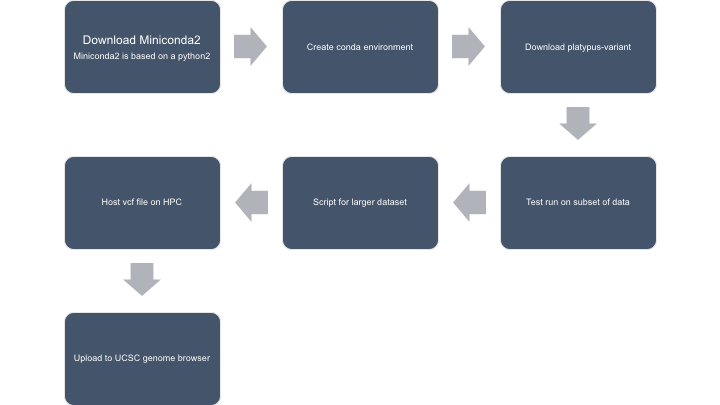 Download Miniconda2
Miniconda2 is based on a python2
Create conda environment
Download platypus-variant
Test run on subset of data
Script for larger dataset
Host vcf file on HPC
Upload to UCSC genome browser